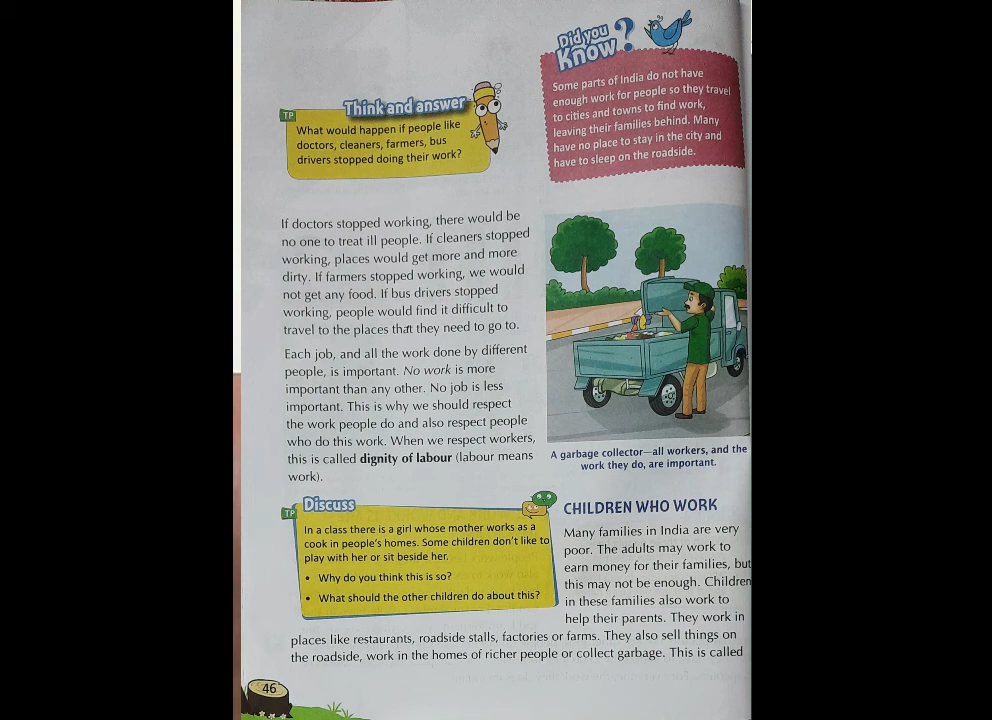 Did you
Know?
Some parts of India do not have
enough work for people so they travel
to cities and towns to find work,
leaving their families behind. Many
have no place to stay in the city and
have to sleep on the roadside.
Think and answer
TP
What would happen if people like
doctors, cleaners, farmers, bus
drivers stopped doing their work?
If doctors stopped working, there would be
no one to treat ill people. If cleaners stopped
working, places would get more and more
dirty. If farmers stopped working, we would
not get any food. If bus drivers stopped
working, people would find it difficult to
travel to the places that they need to go to.
Each job, and all the work done by different
people, is important. No work is more
important than any other. No job is less
important. This is why we should respect
the work people do and also respect people
who do this work. When we respect workers,
this is called dignity of labour (labour means
work).
A garbage collector—all workers, and the
work they do, are important.
Discuss
TP
In a class there is a girl whose mother works as a
cook in people's homes. Some children don't like to
play with her or sit beside her.
• Why do you think this is so?
• What should the other children do about this?
CHILDREN WHO WORK
Many families in India are very
poor. The adults may work to
earn money for their families, but
this may not be enough. Children
in these families also work to
help their parents. They work in
places like restaurants, roadside stalls, factories or farms. They also sell things on
the roadside, work in the homes of richer people or collect garbage. This is called
46